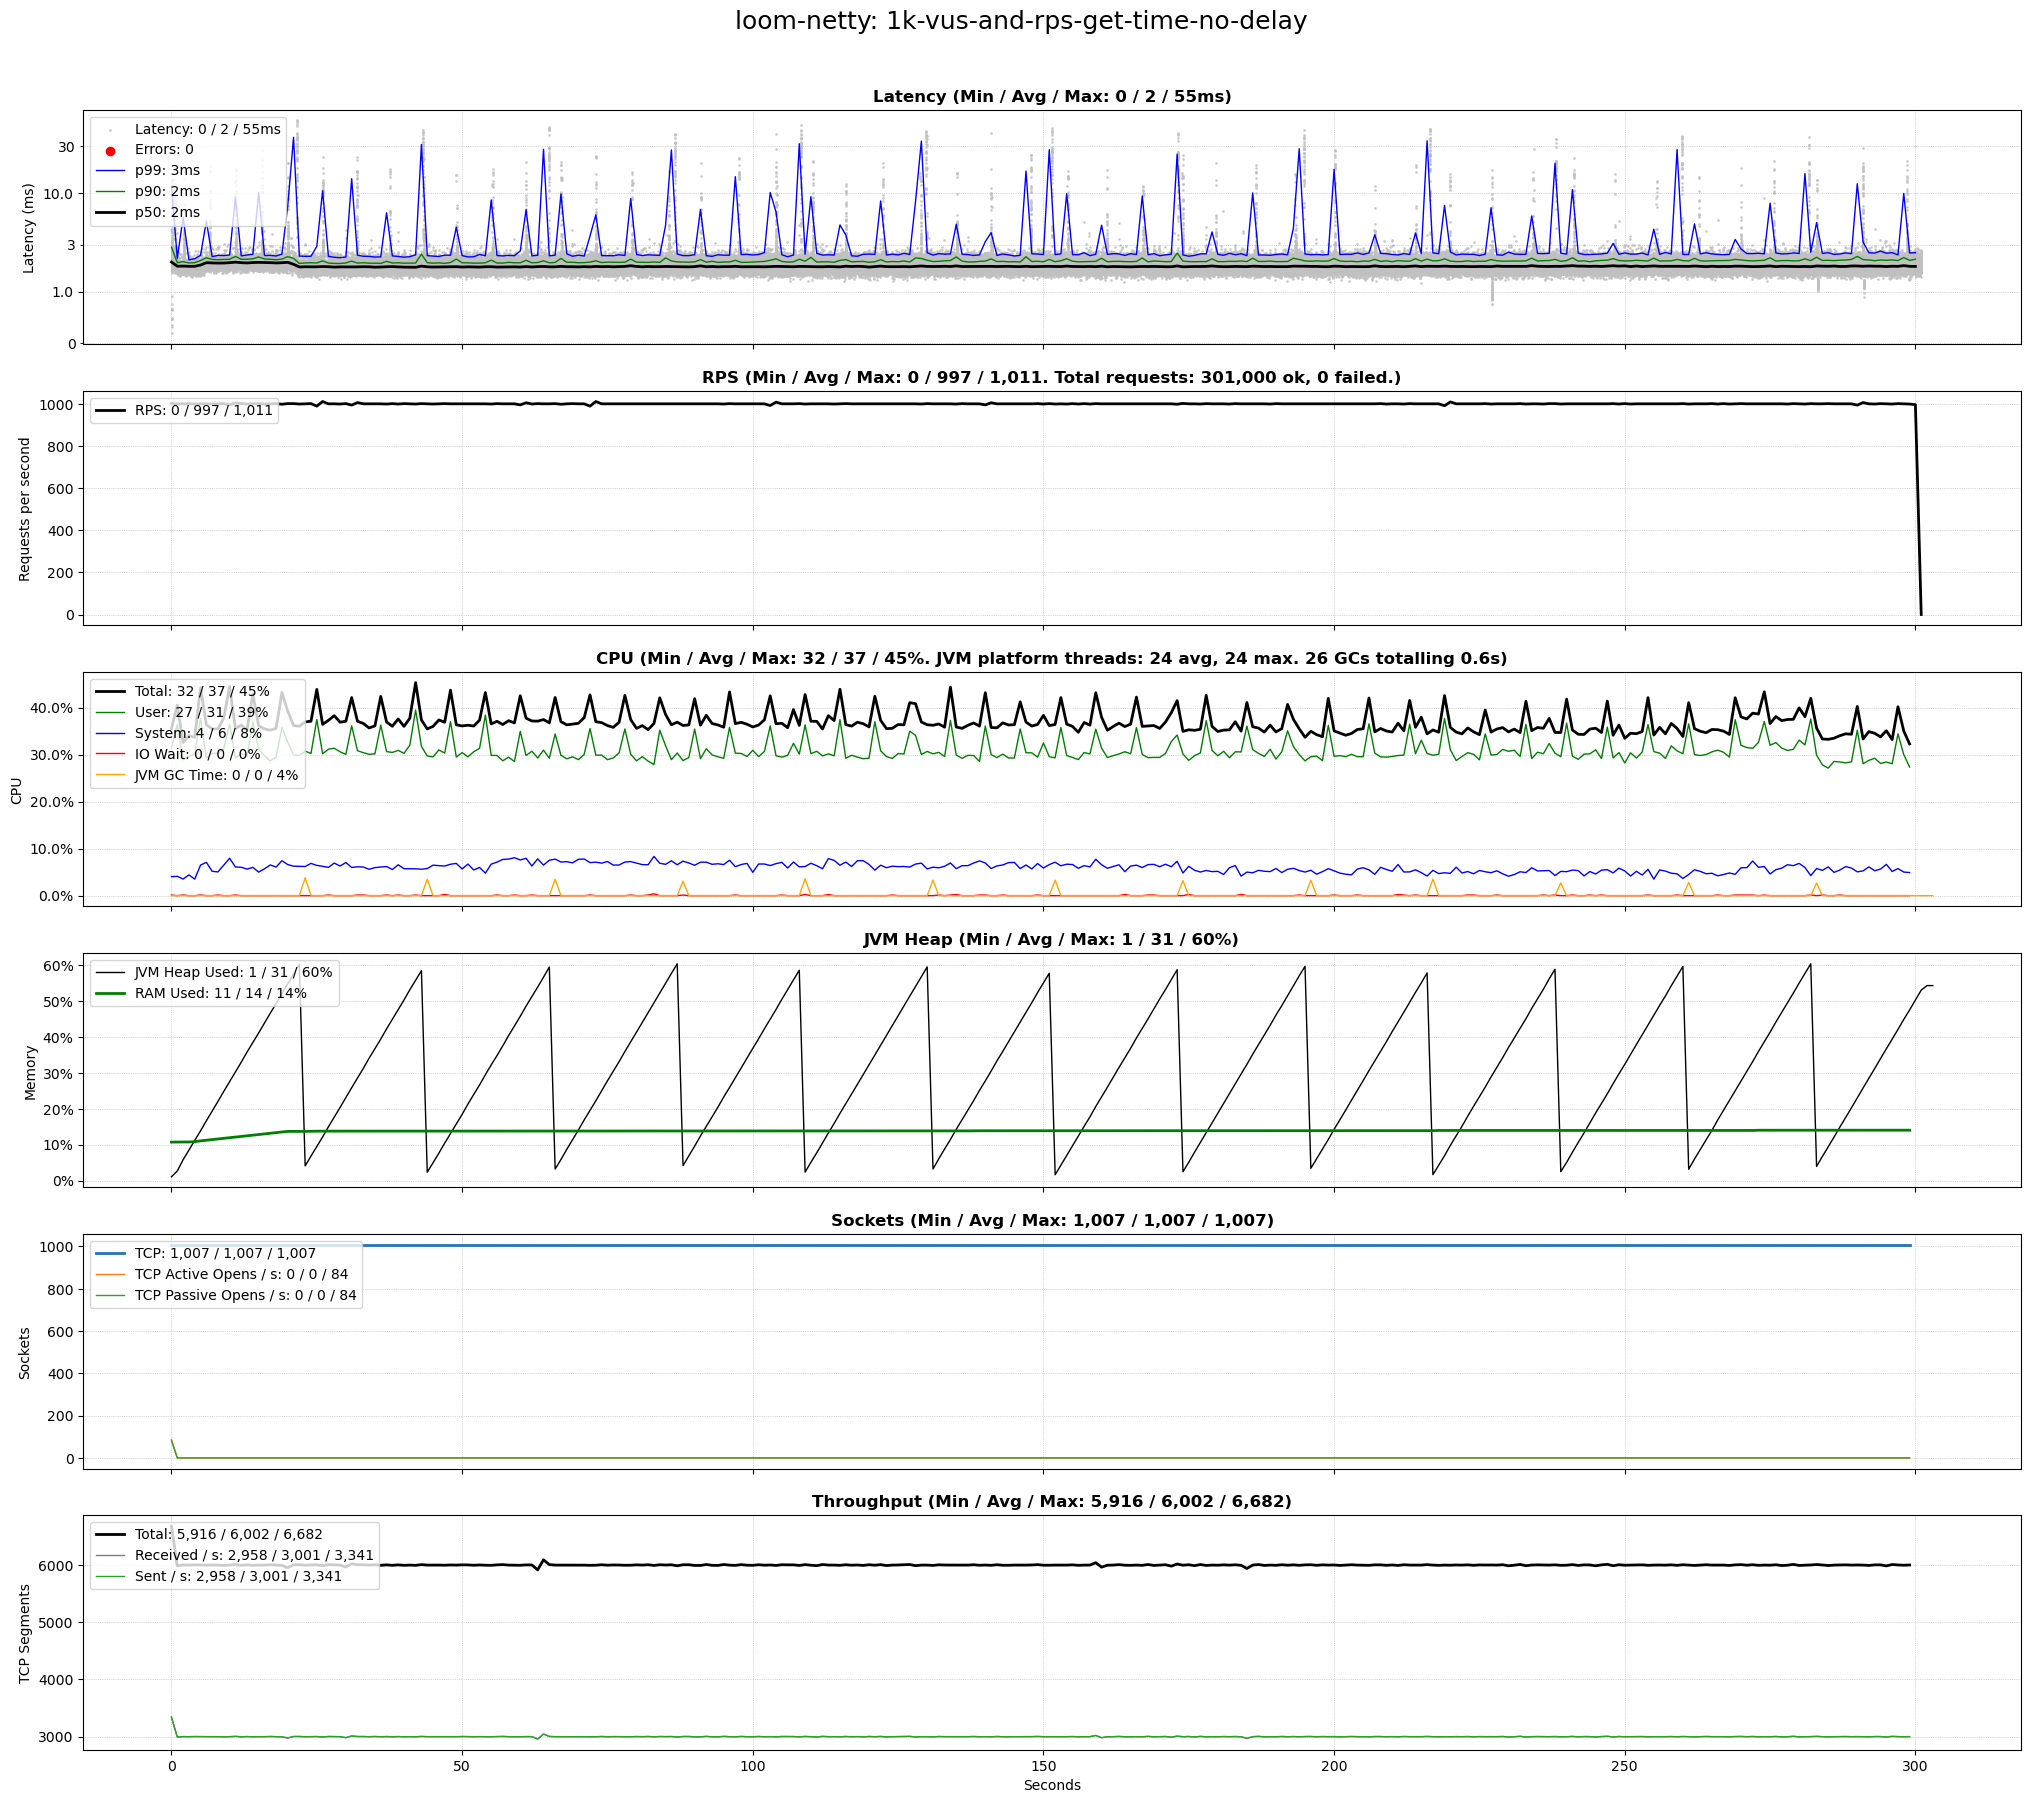 loom-netty: 1k-vus-and-rps-get-time-no-delay
Latency (Min / Avg / Max: 0 / 2 / 55ms)
Latency (ms)
30
10.0
3
1.0
0
Latency: 0 / 2 / 55ms
Errors: 0
p99: 3ms
p90: 2ms
p50: 2ms
RPS (Min / Avg / Max: 0 / 997 / 1,011. Total requests: 301,000 ok, 0 failed.)
Requests per second
1000
800
600
400
200
0
RPS: 0 / 997 / 1,011
CPU (Min / Avg / Max: 32 / 37 / 45%. JVM platform threads: 24 avg, 24 max. 26 GCs totalling 0.6s)
CPU
40.0%
30.0%
20.0%
10.0%
0.0%
Total: 32 / 37 / 45%
User: 27 / 31 / 39%
System: 4 / 6 / 8%
IO Wait: 0 / 0 / 0%
JVM GC Time: 0 / 0 / 4%
JVM Heap (Min / Avg / Max: 1 / 31 / 60%)
Memory
60%
50%
40%
30%
20%
10%
0%
JVM Heap Used: 1 / 31 / 60%
RAM Used: 11 / 14 / 14%
Sockets (Min / Avg / Max: 1,007 / 1,007 / 1,007)
Sockets
1000
800
600
400
200
0
TCP: 1,007 / 1,007 / 1,007
TCP Active Opens / s: 0 / 0 / 84
TCP Passive Opens / s: 0 / 0 / 84
Throughput (Min / Avg / Max: 5,916 / 6,002 / 6,682)
TCP Segments
6000
5000
4000
3000
Total: 5,916 / 6,002 / 6,682
Received / s: 2,958 / 3,001 / 3,341
Sent / s: 2,958 / 3,001 / 3,341
0 50 100 150 200 250 300
Seconds